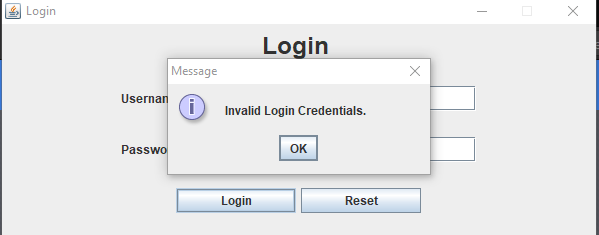 Login
Login
Message
Invalid Login Credentials.
OK
Login
Reset